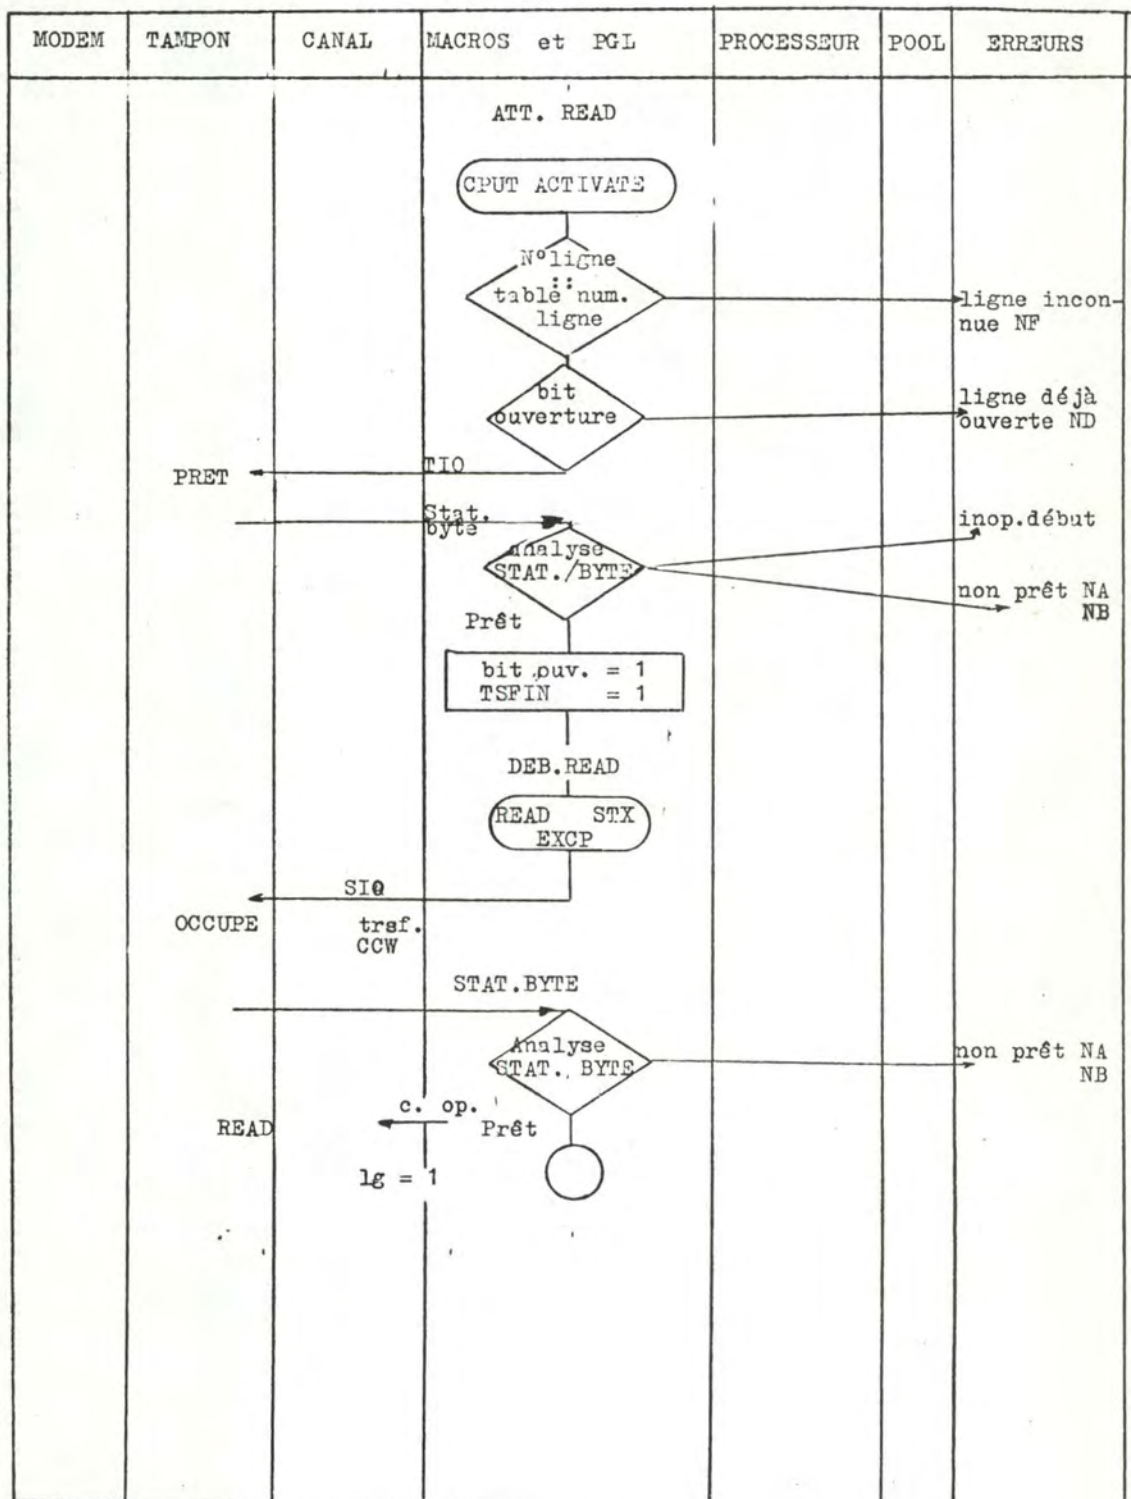 MODEM TAMPON CANAL MACROS et PGL PROCESSEUR POOL ERREURS
ATT. READ
CPUT ACTIVATE
N°ligne
::
table num.
ligne
ligne incon-
nue NF
bit
ouverture
ligne déjà
ouverte ND
TIO
PRET
Stat.
byte
inop.début
Analyse
STAT./BYTE
non prêt NA
NB
Prêt
bit ouv. = 1
TSFIN = 1
DEB.READ
READ STX
EXCP
SIO
OCCUPE
trsf.
CCW
STAT.BYTE
Analyse
STAT. BYTE
non prêt NA
NB
c. op.
READ
Prêt
lg = 1